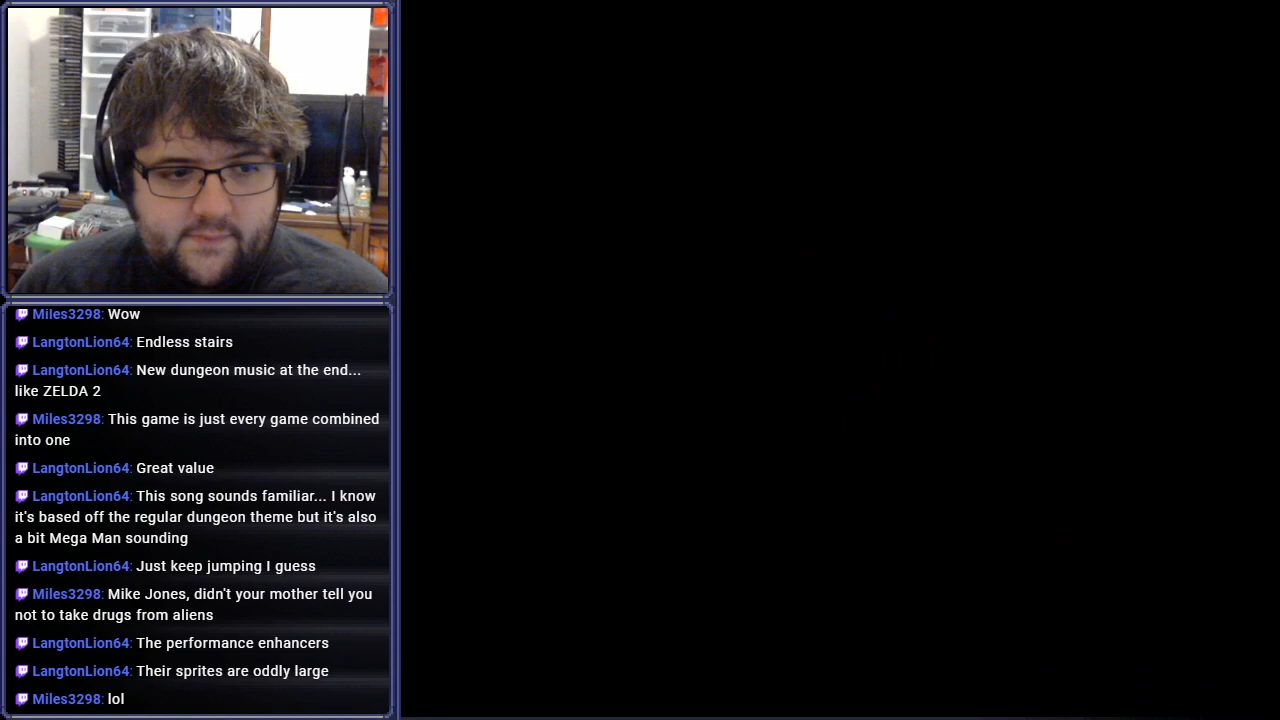 Miles3298: Wow
LangtonLion64: Endless stairs
LangtonLion64: New dungeon music at the end...
like ZELDA 2
Miles3298: This game is just every game combined
into one
LangtonLion64: Great value
LangtonLion64: This song sounds familiar... I know
it's based off the regular dungeon theme but it's also
a bit Mega Man sounding
LangtonLion64: Just keep jumping I guess
Miles3298: Mike Jones, didn't your mother tell you
not to take drugs from aliens
LangtonLion64: The performance enhancers
LangtonLion64: Their sprites are oddly large
Miles3298: lol